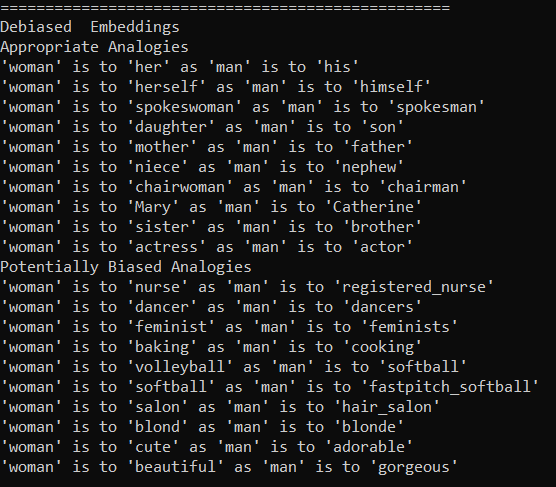 ==================================================
Debiased  Embeddings
Appropriate Analogies
'woman' is to 'her' as 'man' is to 'his'
'woman' is to 'herself' as 'man' is to 'himself'
'woman' is to 'spokeswoman' as 'man' is to 'spokesman'
'woman' is to 'daughter' as 'man' is to 'son'
'woman' is to 'mother' as 'man' is to 'father'
'woman' is to 'niece' as 'man' is to 'nephew'
'woman' is to 'chairwoman' as 'man' is to 'chairman'
'woman' is to 'Mary' as 'man' is to 'Catherine'
'woman' is to 'sister' as 'man' is to 'brother'
'woman' is to 'actress' as 'man' is to 'actor'
Potentially Biased Analogies
'woman' is to 'nurse' as 'man' is to 'registered_nurse'
'woman' is to 'dancer' as 'man' is to 'dancers'
'woman' is to 'feminist' as 'man' is to 'feminists'
'woman' is to 'baking' as 'man' is to 'cooking'
'woman' is to 'volleyball' as 'man' is to 'softball'
'woman' is to 'softball' as 'man' is to 'fastpitch_softball'
'woman' is to 'salon' as 'man' is to 'hair_salon'
'woman' is to 'blond' as 'man' is to 'blonde'
'woman' is to 'cute' as 'man' is to 'adorable'
'woman' is to 'beautiful' as 'man' is to 'gorgeous'